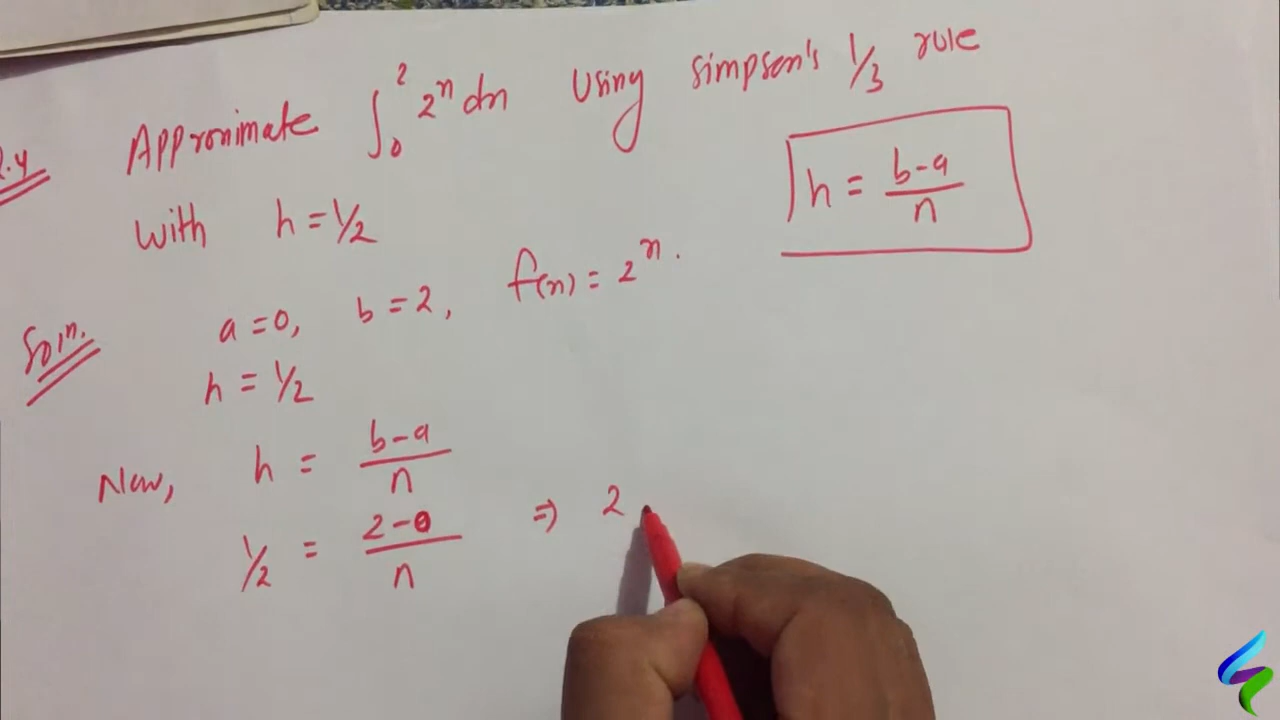 Q.4 Approximate ∫₀² 2ˣ dx using simpson's 1/3 rule
with h = 1/2
h = b-a/n
Soln. a = 0, b = 2, f(x) = 2ˣ.
h = 1/2
Now, h = b-a/n
1/2 = 2-0/n ⇒ 2